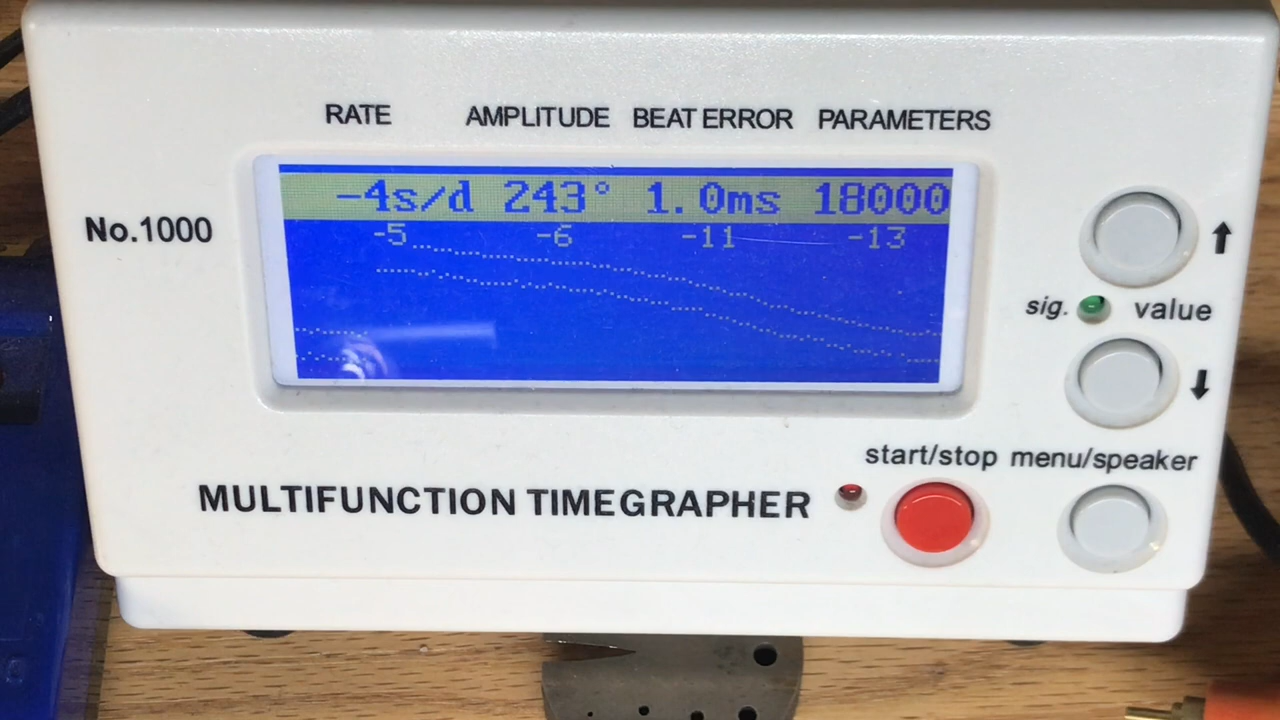 RATE AMPLITUDE BEAT ERROR PARAMETERS
-4s/d 243° 1.0ms 18000
-5 -6 -11 -13
No.1000
↑
sig. value
↓
start/stop menu/speaker
MULTIFUNCTION TIMEGRAPHER